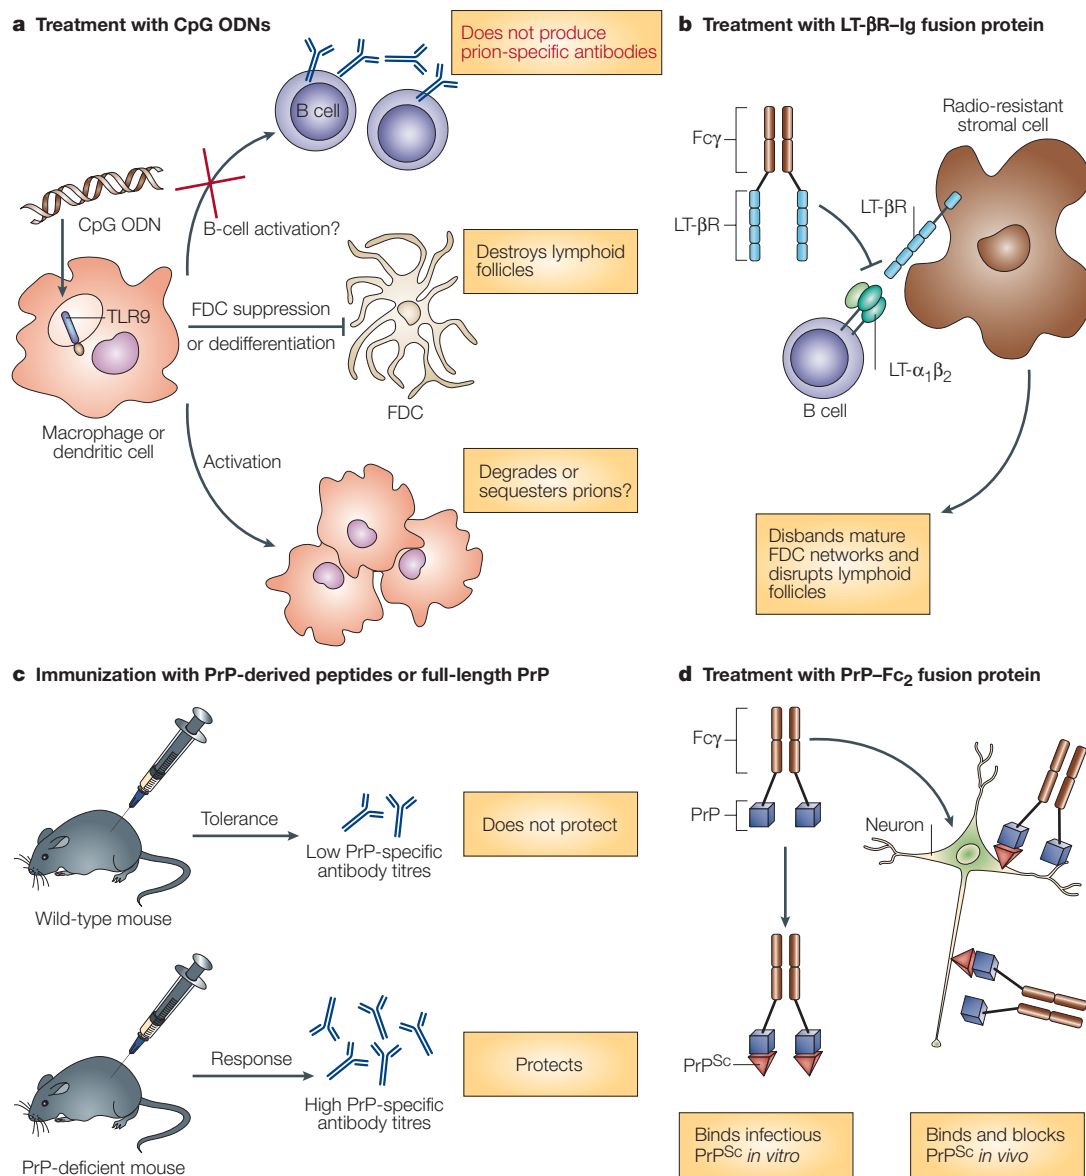 a Treatment with CpG ODNs
Does not produce
prion-specific antibodies
B cell
CpG ODN
B-cell activation?
Destroys lymphoid
follicles
TLR9
FDC suppression
or dedifferentiation
FDC
Macrophage or
dendritic cell
Activation
Degrades or
sequesters prions?
b Treatment with LT-βR–Ig fusion protein
Radio-resistant
stromal cell
Fcγ
LT-βR
LT-βR
LT-α₁β₂
B cell
Disbands mature
FDC networks and
disrupts lymphoid
follicles
c Immunization with PrP-derived peptides or full-length PrP
Tolerance
Low PrP-specific
antibody titres
Does not protect
Wild-type mouse
Response
High PrP-specific
antibody titres
Protects
PrP-deficient mouse
d Treatment with PrP–Fc₂ fusion protein
Fcγ
PrP
Neuron
PrPSc
Binds infectious
PrPSc in vitro
Binds and blocks
PrPSc in vivo